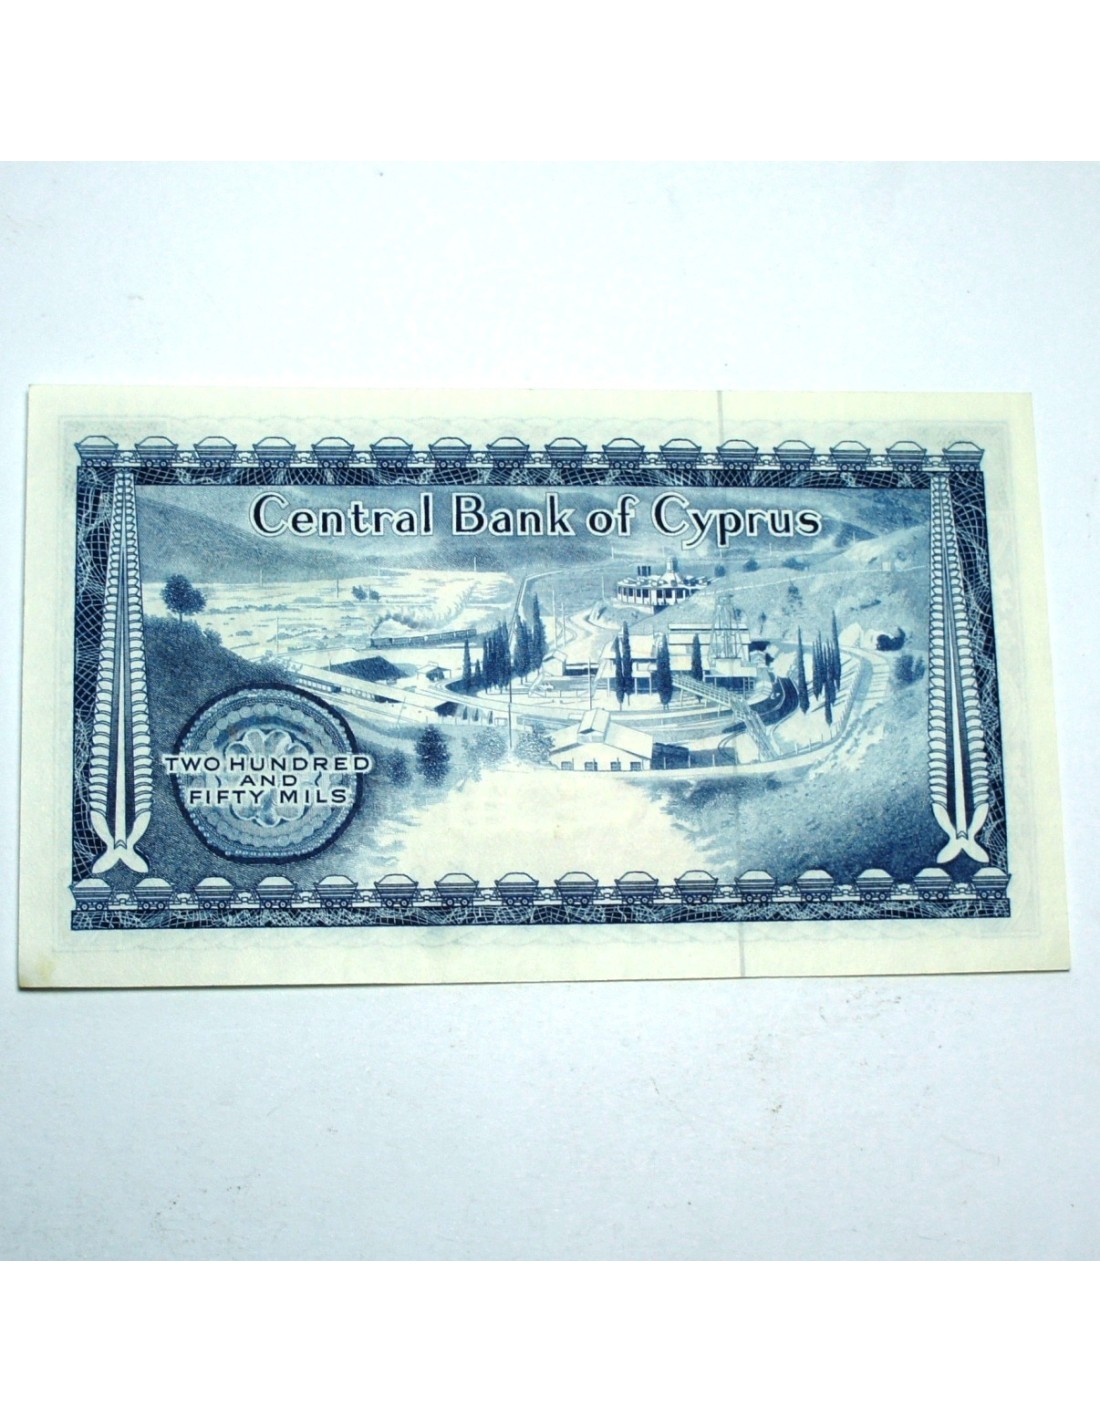 Central Bank of Cyprus
TWO HUNDRED
AND
FIFTY MILS